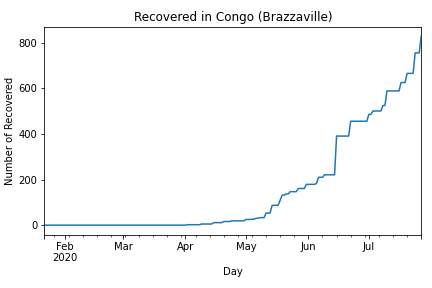 Recovered in Congo (Brazzaville)
Number of Recovered
800
600
400
200
0
Feb Mar Apr May Jun Jul
2020
Day